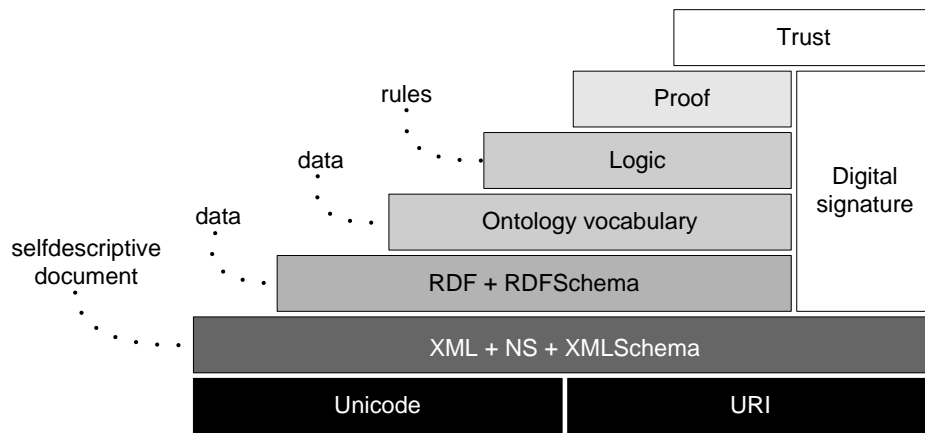 Trust
rules
Proof
data
Logic
Digital
signature
data
Ontology vocabulary
selfdescriptive
document
RDF + RDFSchema
XML + NS + XMLSchema
Unicode
URI